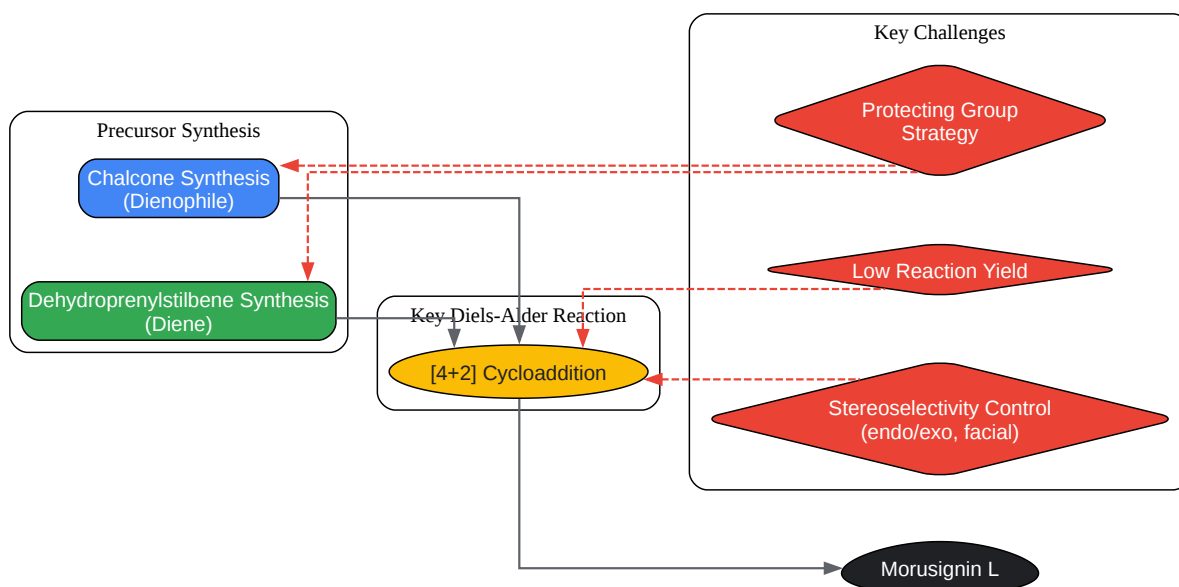 Precursor Synthesis
Chalcone Synthesis
(Dienophile)
Dehydroprenylstilbene Synthesis
(Diene)
Key Diels-Alder Reaction
[4+2] Cycloaddition
Key Challenges
Protecting Group
Strategy
Low Reaction Yield
Stereoselectivity Control
(endo/exo, facial)
Morusignin L